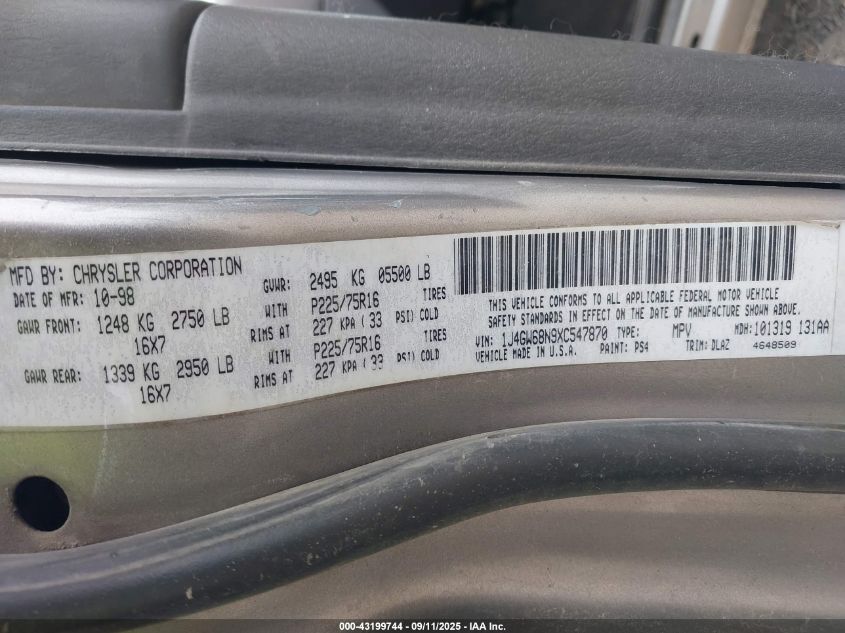 MFD BY: CHRYSLER CORPORATION
DATE OF MFR: 10-98
GVWR: 2495 KG 05500 LB
GAWR FRONT: 1248 KG 2750 LB WITH P225/75R16 TIRES
16X7 RIMS AT 227 KPA ( 33 PSI) COLD
GAWR REAR: 1339 KG 2950 LB WITH P225/75R16 TIRES
16X7 RIMS AT 227 KPA ( 33 PSI) COLD
THIS VEHICLE CONFORMS TO ALL APPLICABLE FEDERAL MOTOR VEHICLE
SAFETY STANDARDS IN EFFECT ON THE DATE OF MANUFACTURE SHOWN ABOVE.
VIN: 1J4GW68N9XC547870 TYPE: MPV MDH:101319 131AA
VEHICLE MADE IN U.S.A. PAINT: PS4 TRIM: DLAZ 4648509
000-43199744 - 09/11/2025 - IAA Inc.